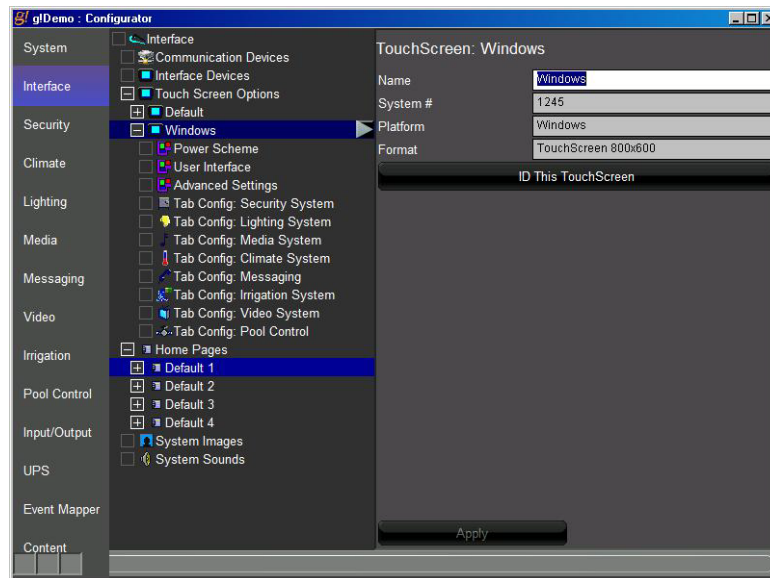 g! g!Demo : Configurator
System
Interface
Security
Climate
Lighting
Media
Messaging
Video
Irrigation
Pool Control
Input/Output
UPS
Event Mapper
Content
Interface
Communication Devices
Interface Devices
Touch Screen Options
Default
Windows
Power Scheme
User Interface
Advanced Settings
Tab Config: Security System
Tab Config: Lighting System
Tab Config: Media System
Tab Config: Climate System
Tab Config: Messaging
Tab Config: Irrigation System
Tab Config: Video System
Tab Config: Pool Control
Home Pages
Default 1
Default 2
Default 3
Default 4
System Images
System Sounds
TouchScreen: Windows
Name Windows
System # 1245
Platform Windows
Format TouchScreen 800x600
ID This TouchScreen
Apply